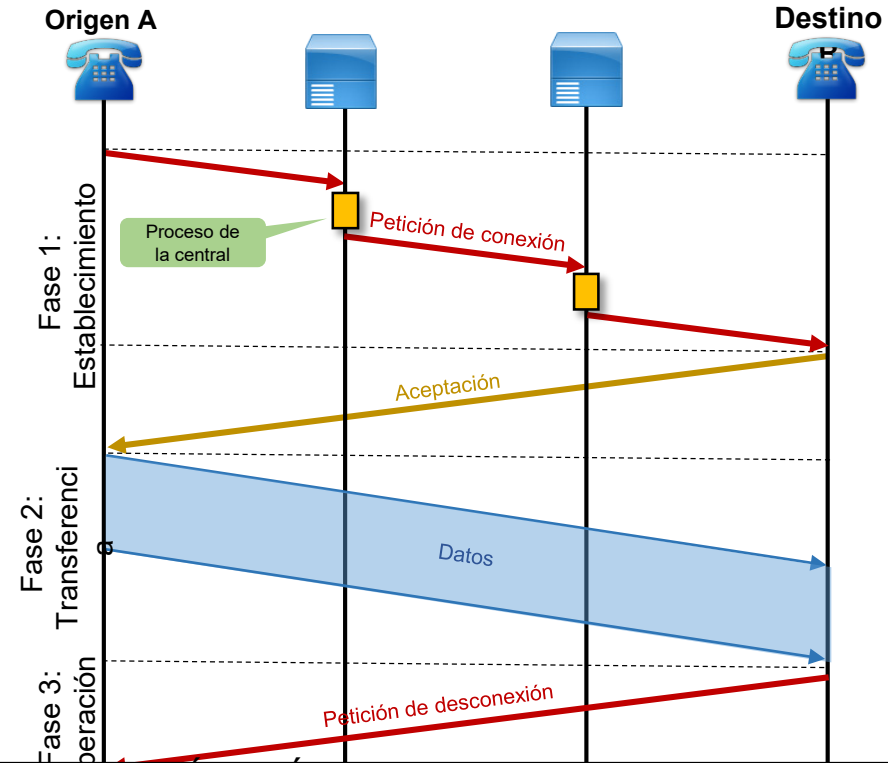 Origen A
Destino
B
Fase 1:
Establecimiento
Proceso de
la central
Petición de conexión
Aceptación
Fase 2:
Transferenci
a
Datos
Fase 3:
peración
Petición de desconexión